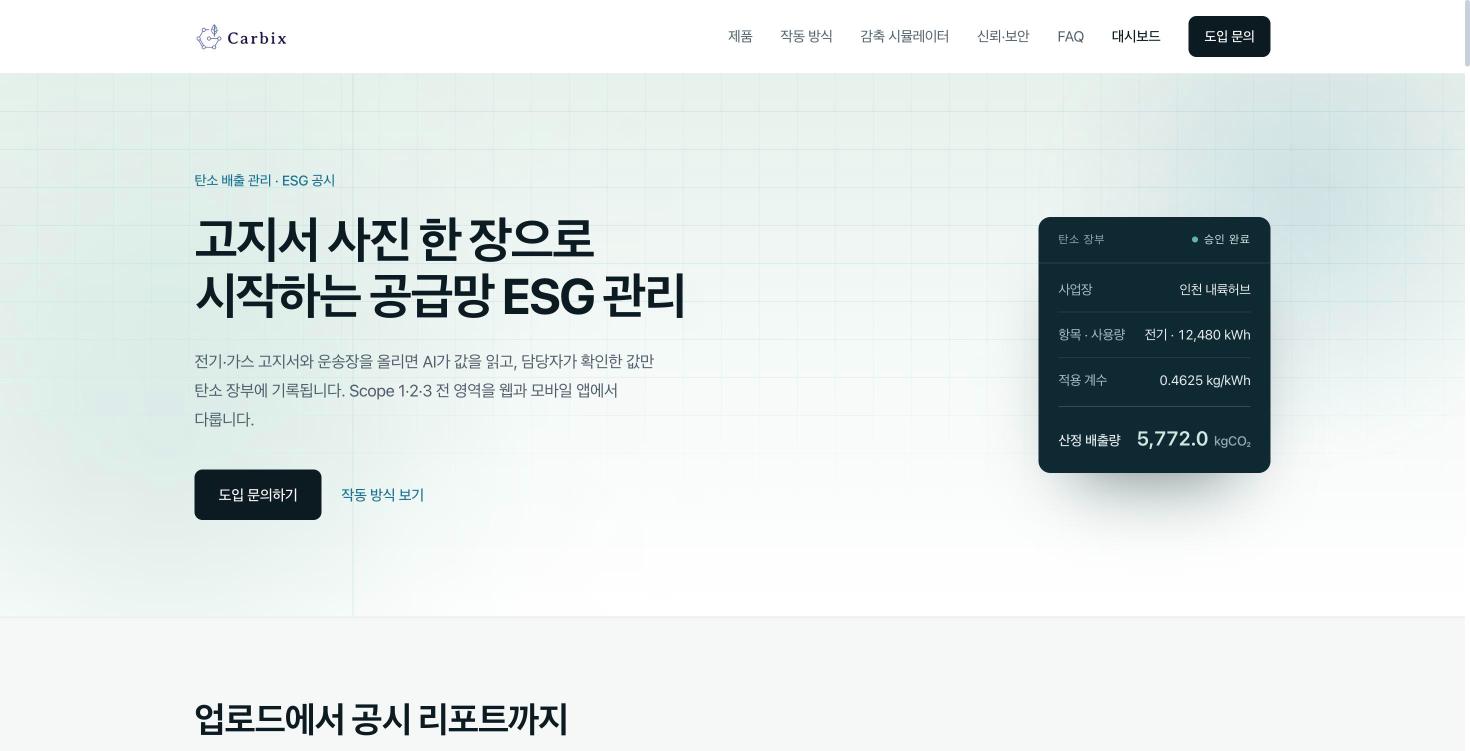 Carbix
제품 작동 방식 감축 시뮬레이터 신뢰·보안 FAQ 대시보드 도입 문의
탄소 배출 관리 · ESG 공시
고지서 사진 한 장으로
시작하는 공급망 ESG 관리
전기·가스 고지서와 운송장을 올리면 AI가 값을 읽고, 담당자가 확인한 값만
탄소 장부에 기록됩니다. Scope 1·2·3 전 영역을 웹과 모바일 앱에서
다룹니다.
도입 문의하기 작동 방식 보기
탄소 장부 승인 완료
사업장 인천 내륙허브
항목 · 사용량 전기 · 12,480 kWh
적용 계수 0.4625 kg/kWh
산정 배출량 5,772.0 kgCO₂
업로드에서 공시 리포트까지